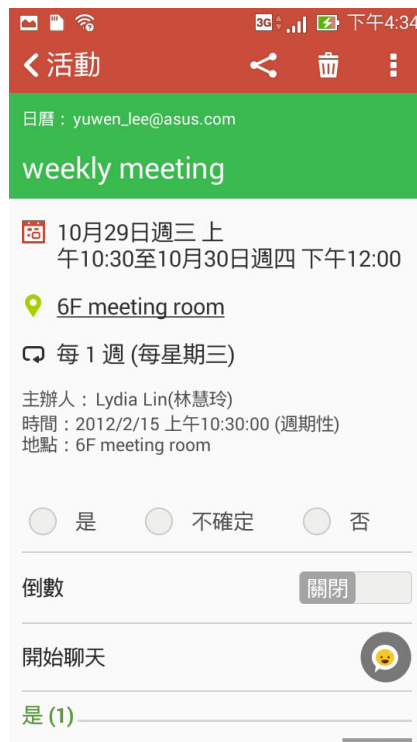 3G 下午4:34
活動
日曆：yuwen_lee@asus.com
weekly meeting
10月29日週三 上
午10:30至10月30日週四 下午12:00
6F meeting room
每 1 週 (每星期三)
主辦人：Lydia Lin(林慧玲)
時間：2012/2/15 上午10:30:00 (週期性)
地點：6F meeting room
是 不確定 否
倒數 關閉
開始聊天
是 (1)